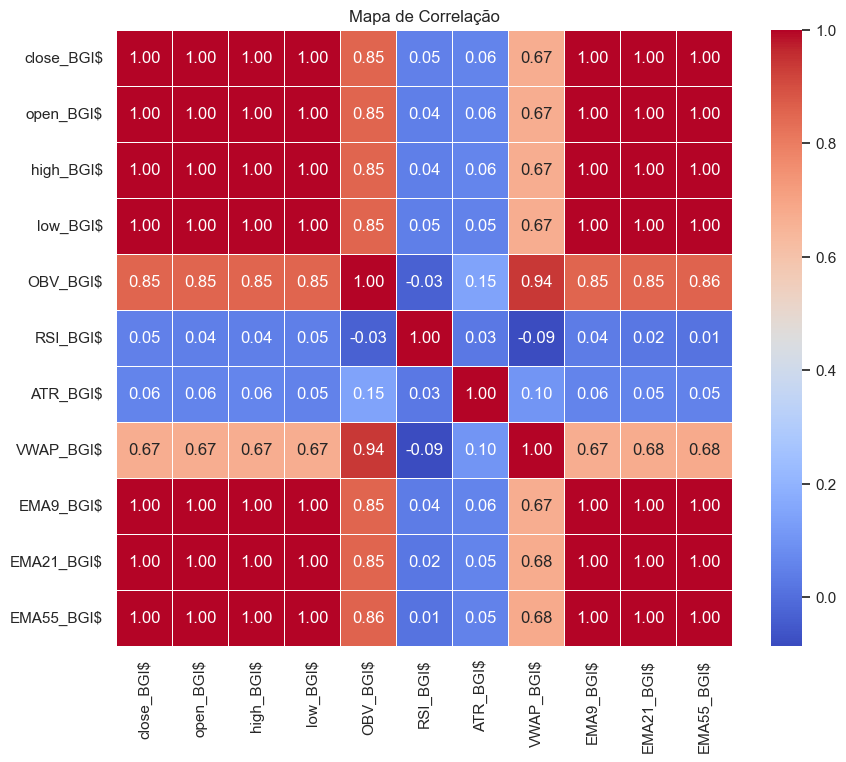 Mapa de Correlação
close_BGI$ 1.00 1.00 1.00 1.00 0.85 0.05 0.06 0.67 1.00 1.00 1.00
open_BGI$ 1.00 1.00 1.00 1.00 0.85 0.04 0.06 0.67 1.00 1.00 1.00
high_BGI$ 1.00 1.00 1.00 1.00 0.85 0.04 0.06 0.67 1.00 1.00 1.00
low_BGI$ 1.00 1.00 1.00 1.00 0.85 0.05 0.05 0.67 1.00 1.00 1.00
OBV_BGI$ 0.85 0.85 0.85 0.85 1.00 -0.03 0.15 0.94 0.85 0.85 0.86
RSI_BGI$ 0.05 0.04 0.04 0.05 -0.03 1.00 0.03 -0.09 0.04 0.02 0.01
ATR_BGI$ 0.06 0.06 0.06 0.05 0.15 0.03 1.00 0.10 0.06 0.05 0.05
VWAP_BGI$ 0.67 0.67 0.67 0.67 0.94 -0.09 0.10 1.00 0.67 0.68 0.68
EMA9_BGI$ 1.00 1.00 1.00 1.00 0.85 0.04 0.06 0.67 1.00 1.00 1.00
EMA21_BGI$ 1.00 1.00 1.00 1.00 0.85 0.02 0.05 0.68 1.00 1.00 1.00
EMA55_BGI$ 1.00 1.00 1.00 1.00 0.86 0.01 0.05 0.68 1.00 1.00 1.00
close_BGI$ open_BGI$ high_BGI$ low_BGI$ OBV_BGI$ RSI_BGI$ ATR_BGI$ VWAP_BGI$ EMA9_BGI$ EMA21_BGI$ EMA55_BGI$
1.0
0.8
0.6
0.4
0.2
0.0